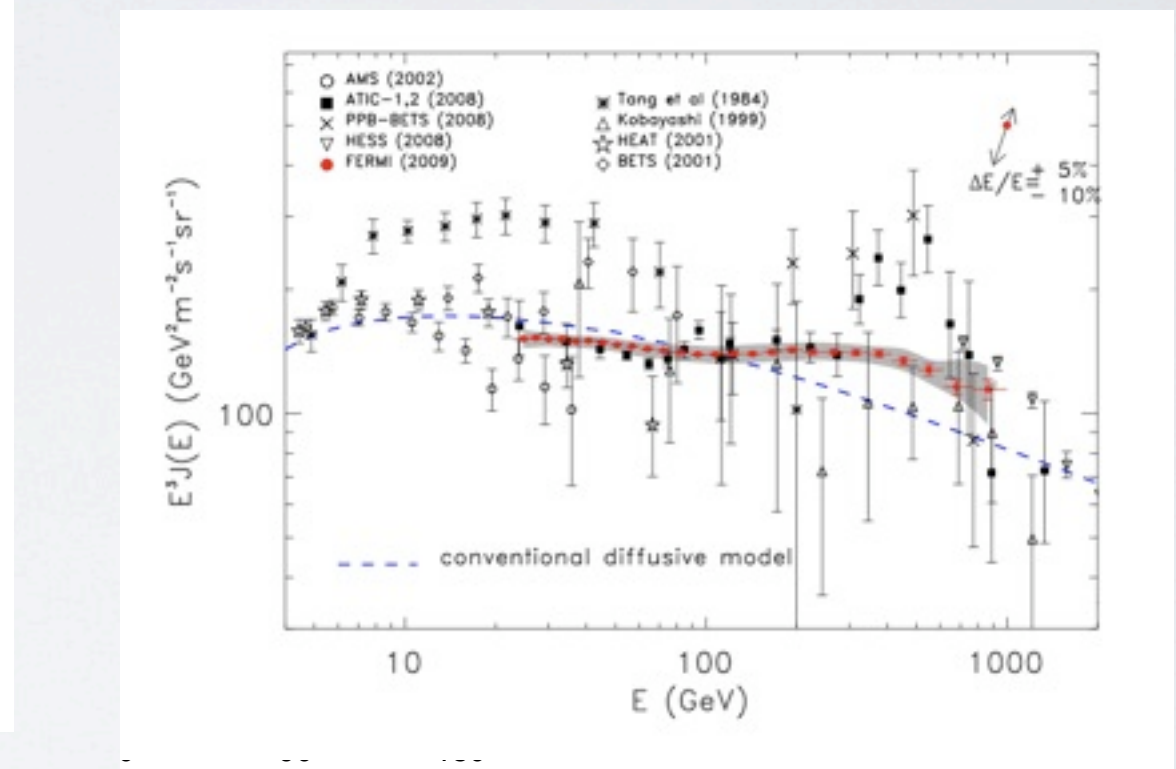 AMS (2002)
ATIC-1,2 (2008)
PPB-BETS (2008)
HESS (2008)
FERMI (2009)
Tang et al (1984)
Kobayashi (1999)
HEAT (2001)
BETS (2001)
ΔE/E= + 5%
- 10%
E³J(E) (GeV²m⁻²s⁻¹sr⁻¹)
100
conventional diffusive model
10 100 1000
E (GeV)